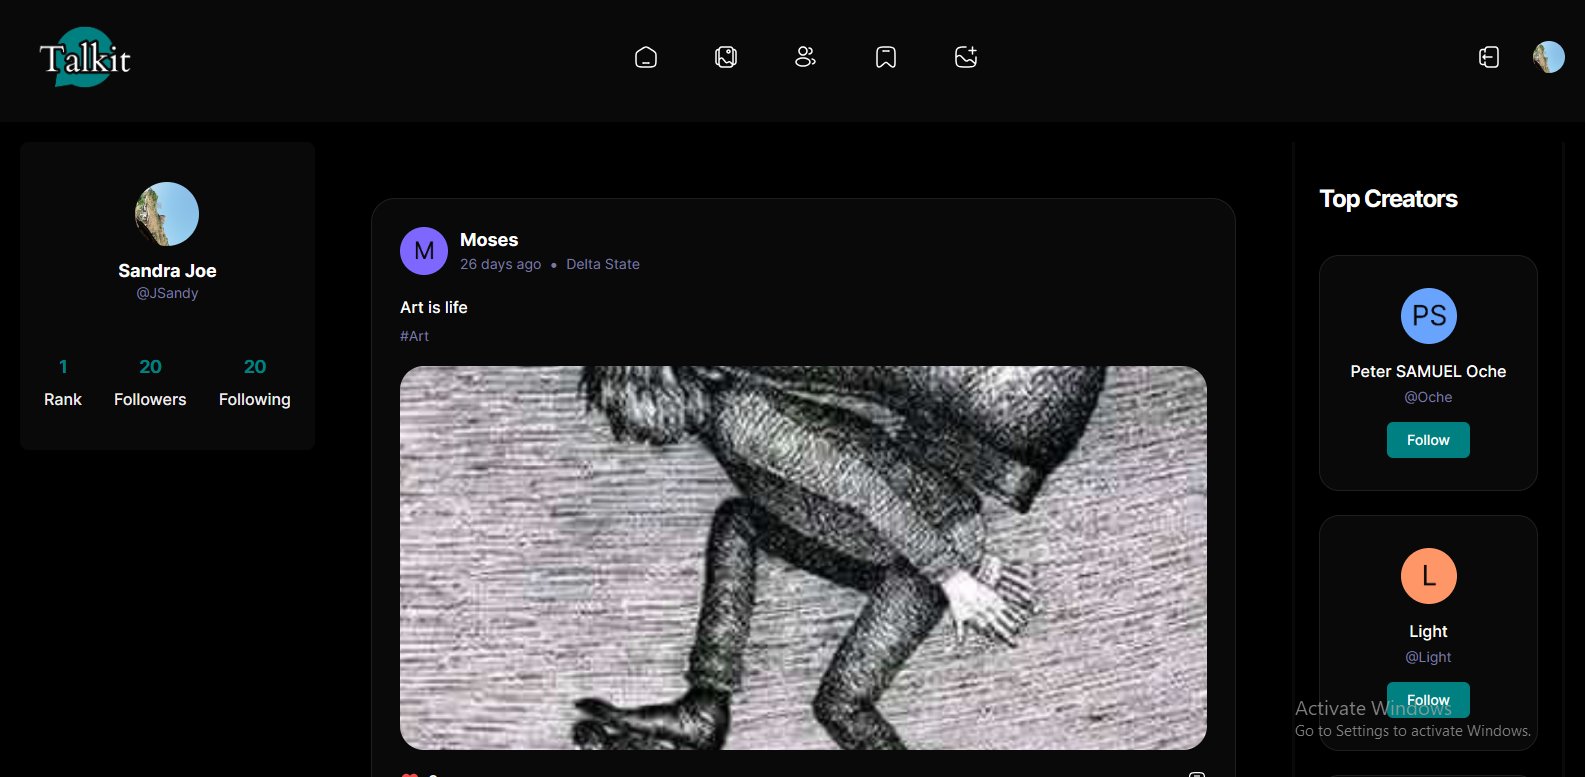 Talkit
Sandra Joe
@JSandy
1 20 20
Rank Followers Following
M
Moses
26 days ago • Delta State
Art is life
#Art
Top Creators
PS
Peter SAMUEL Oche
@Oche
Follow
L
Light
@Light
Follow
Activate Windows
Go to Settings to activate Windows.